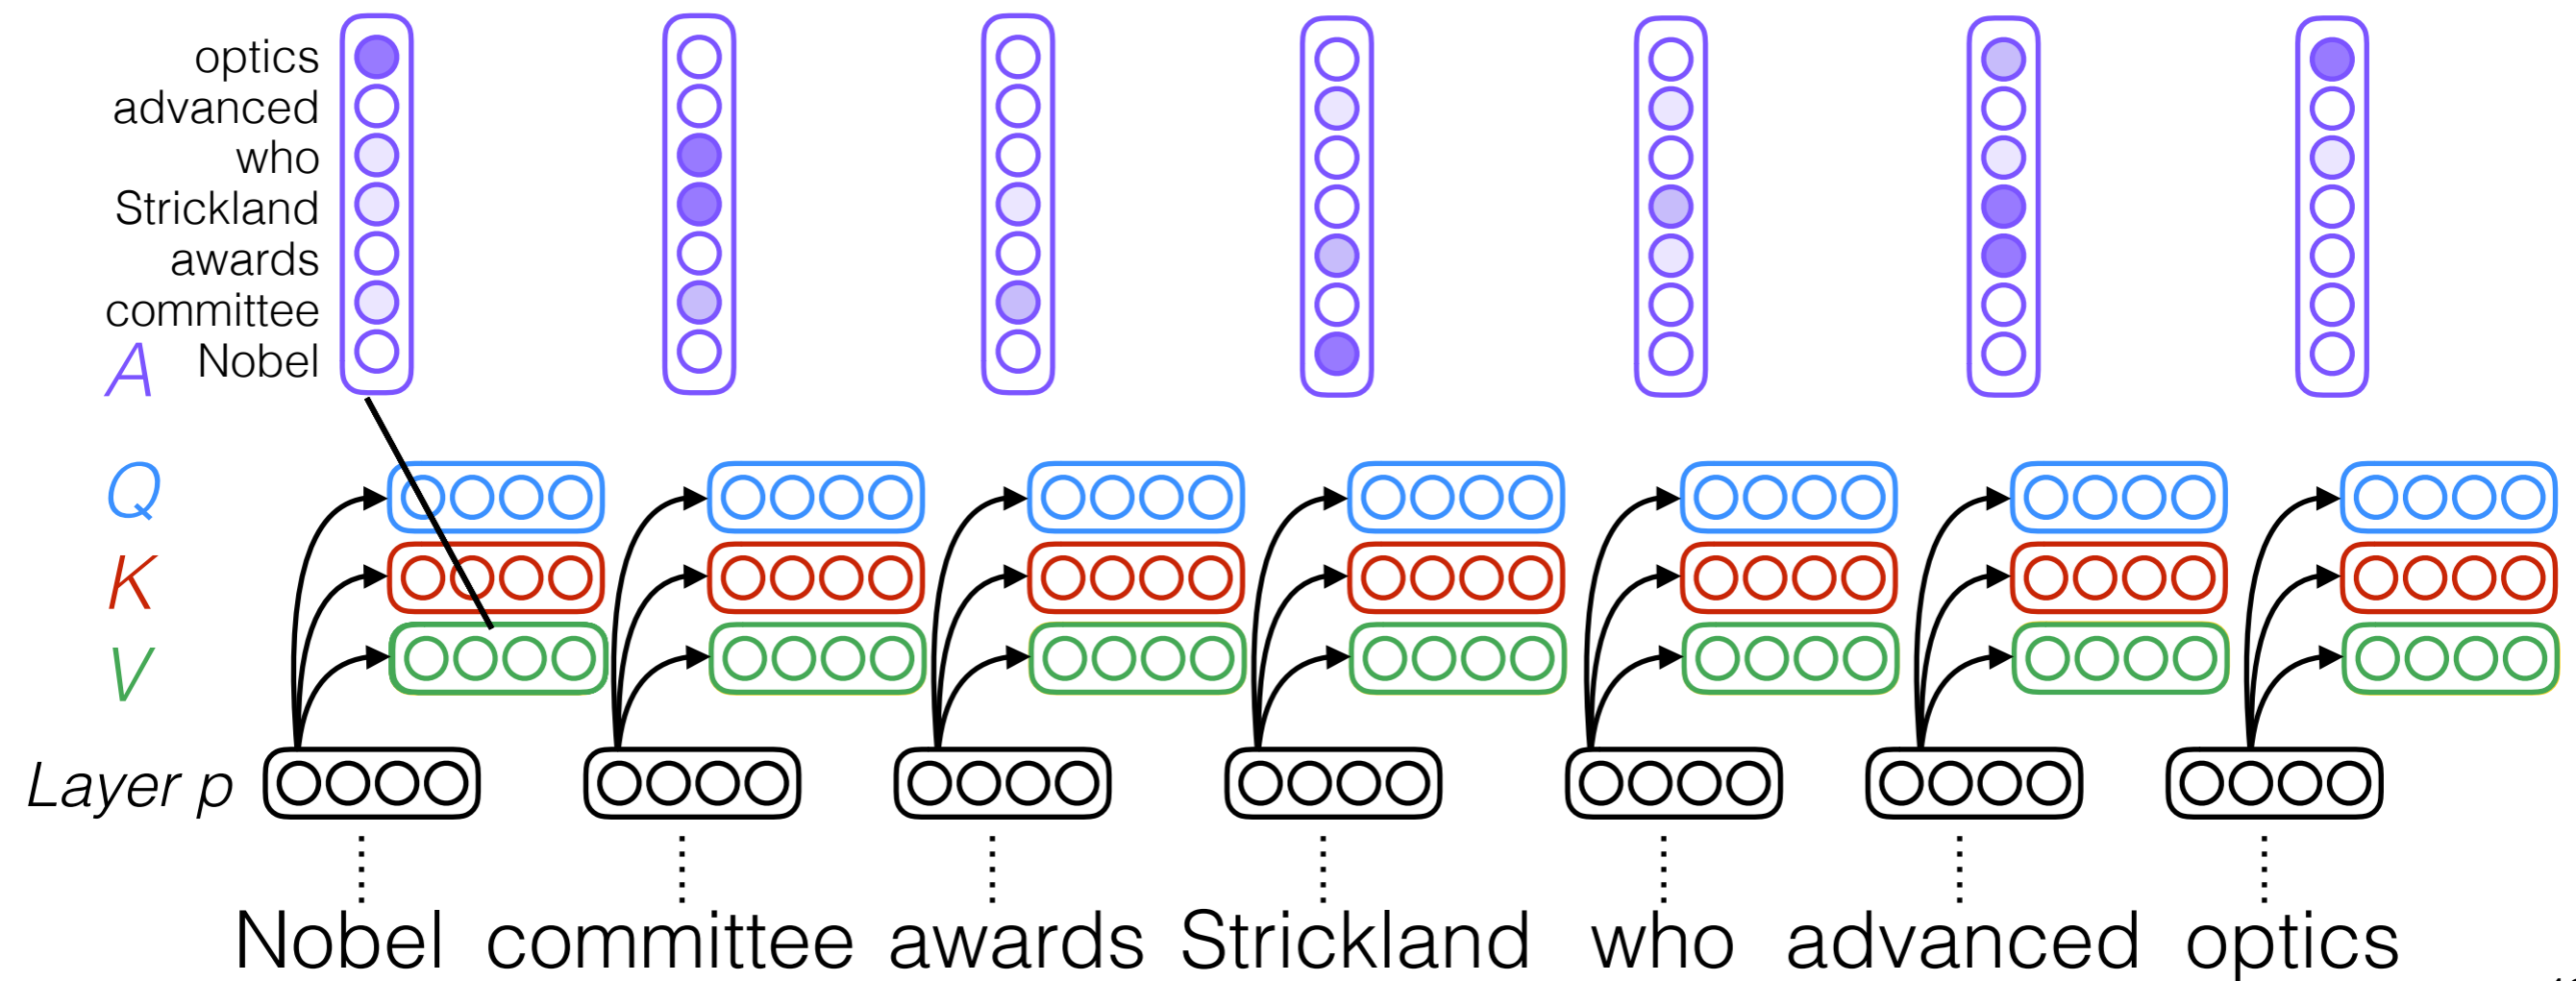 optics
advanced
who
Strickland
awards
committee
A Nobel
Q
K
V
Layer p
Nobel committee awards Strickland who advanced optics